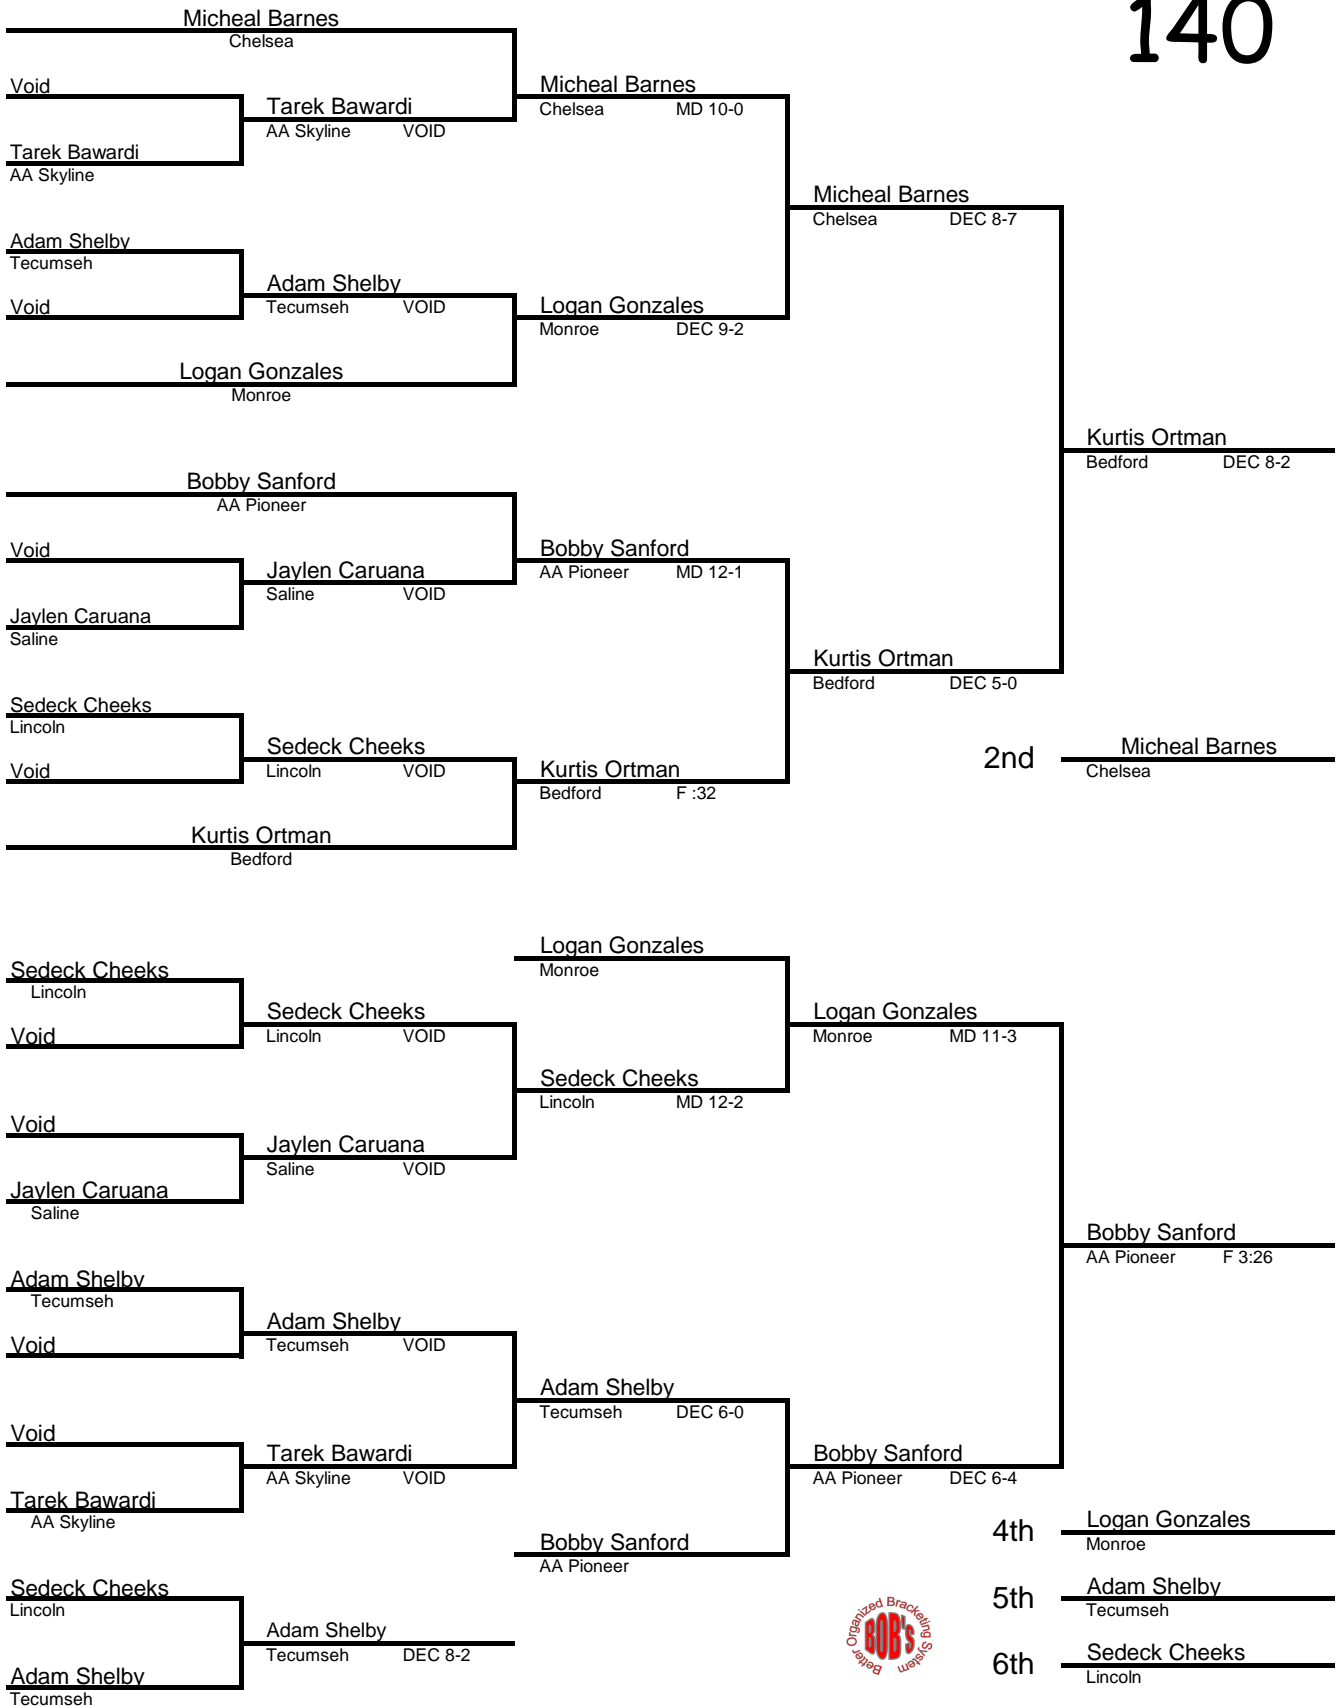 140
Micheal Barnes
Chelsea
Void
Tarek Bawardi
AA Skyline VOID
Tarek Bawardi
AA Skyline
Micheal Barnes
Chelsea MD 10-0
Adam Shelby
Tecumseh
Void
Adam Shelby
Tecumseh VOID
Logan Gonzales
Monroe DEC 9-2
Logan Gonzales
Monroe
Micheal Barnes
Chelsea DEC 8-7
Bobby Sanford
AA Pioneer
Void
Jaylen Caruana
Saline VOID
Jaylen Caruana
Saline
Bobby Sanford
AA Pioneer MD 12-1
Sedeck Cheeks
Lincoln
Void
Sedeck Cheeks
Lincoln VOID
Kurtis Ortman
Bedford F :32
Kurtis Ortman
Bedford
Kurtis Ortman
Bedford DEC 5-0
Kurtis Ortman
Bedford DEC 8-2
2nd Micheal Barnes
Chelsea
Logan Gonzales
Monroe
Sedeck Cheeks
Lincoln
Void
Sedeck Cheeks
Lincoln VOID
Void
Jaylen Caruana
Saline VOID
Jaylen Caruana
Saline
Sedeck Cheeks
Lincoln MD 12-2
Logan Gonzales
Monroe MD 11-3
Adam Shelby
Tecumseh
Void
Adam Shelby
Tecumseh VOID
Void
Tarek Bawardi
AA Skyline VOID
Tarek Bawardi
AA Skyline
Adam Shelby
Tecumseh DEC 6-0
Bobby Sanford
AA Pioneer
Bobby Sanford
AA Pioneer DEC 6-4
Bobby Sanford
AA Pioneer F 3:26
Sedeck Cheeks
Lincoln
Adam Shelby
Tecumseh
Adam Shelby
Tecumseh DEC 8-2
Better Organized Bracketing System
BOB'S
4th Logan Gonzales
Monroe
5th Adam Shelby
Tecumseh
6th Sedeck Cheeks
Lincoln